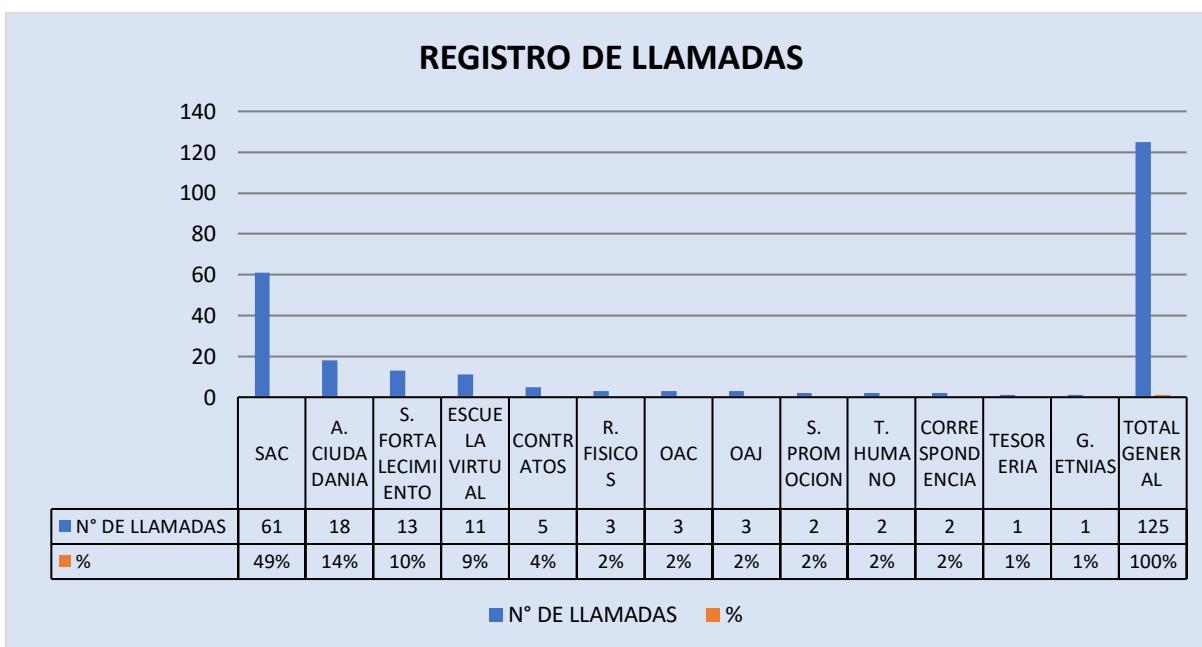 REGISTRO DE LLAMADAS
140
120
100
80
60
40
20
0
SAC
A.
CIUDA
DANIA
S.
FORTA
LECIMI
ENTO
ESCUE
LA
VIRTU
AL
CONTR
ATOS
R.
FISICO
S
OAC
OAJ
S.
PROM
OCION
T.
HUMA
NO
CORRE
SPOND
ENCIA
TESOR
ERIA
G.
ETNIAS
TOTAL
GENER
AL
N° DE LLAMADAS 61 18 13 11 5 3 3 3 2 2 2 1 1 125
% 49% 14% 10% 9% 4% 2% 2% 2% 2% 2% 2% 1% 1% 100%
N° DE LLAMADAS %